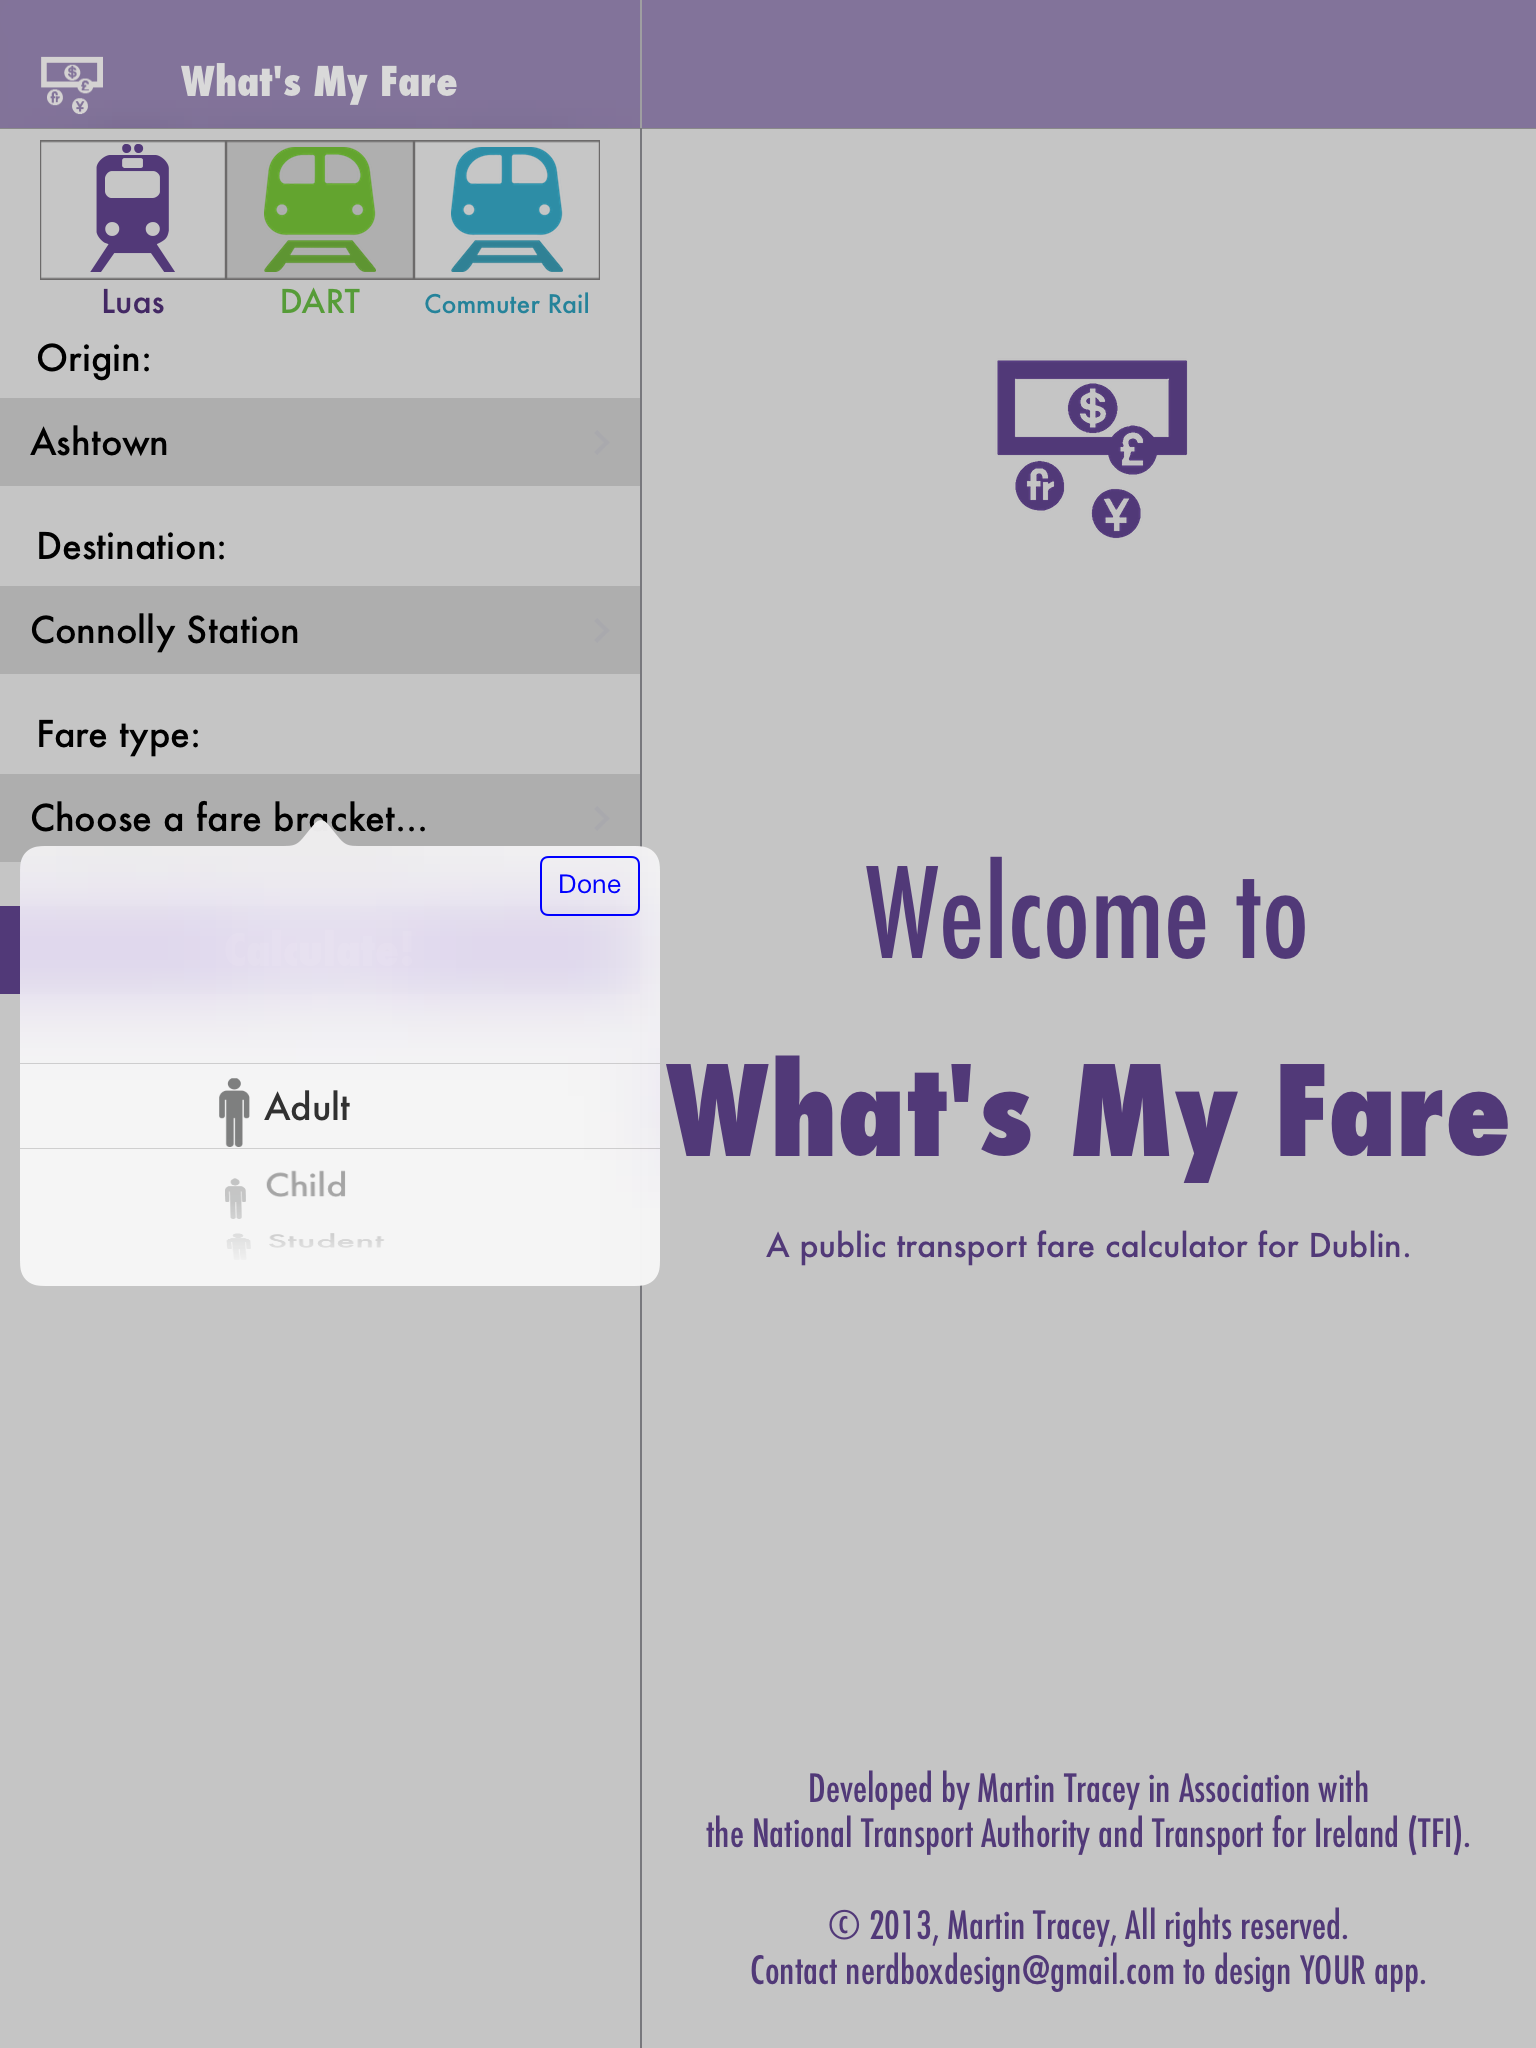 What's My Fare
Luas
DART
Commuter Rail
Origin:
Ashtown
Destination:
Connolly Station
Fare type:
Choose a fare bracket...
Done
Calculate!
Adult
Child
Student
$
£
fr
¥
Welcome to
What's My Fare
A public transport fare calculator for Dublin.
Developed by Martin Tracey in Association with
the National Transport Authority and Transport for Ireland (TFI).
© 2013, Martin Tracey, All rights reserved.
Contact nerdboxdesign@gmail.com to design YOUR app.